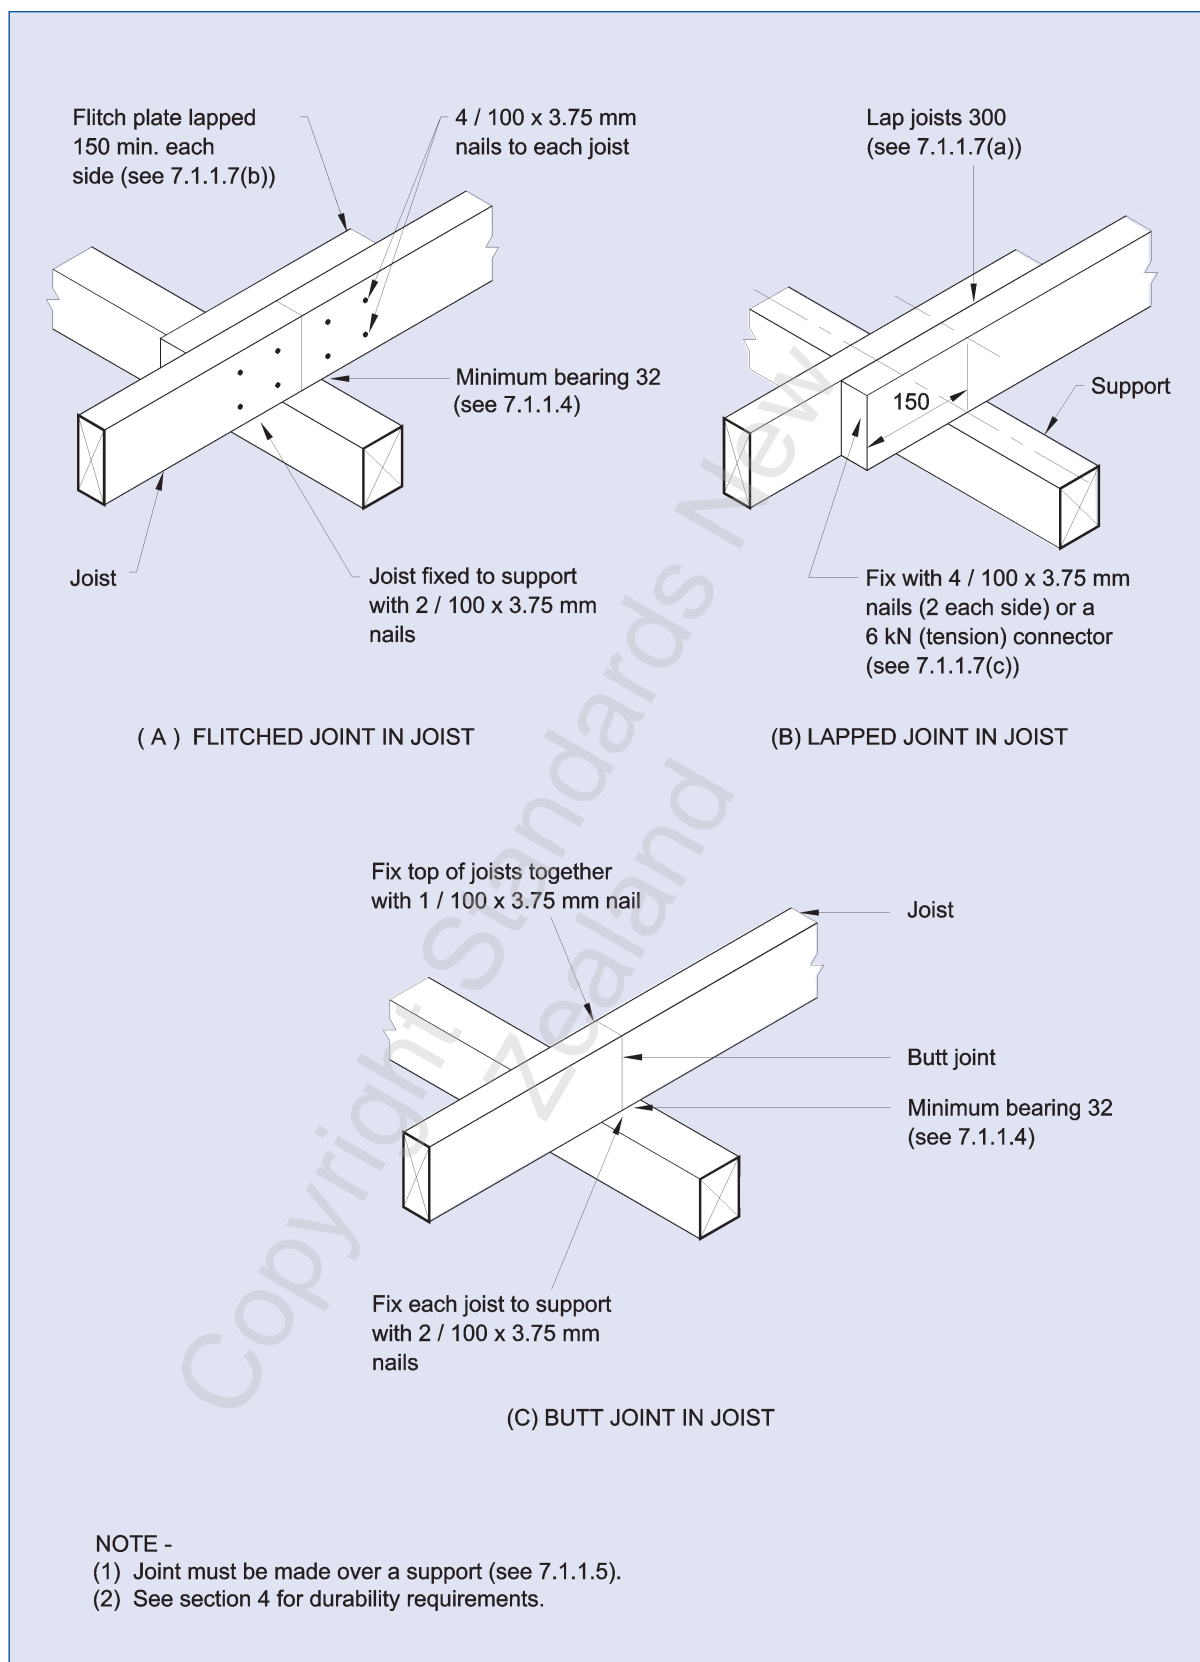 Flitch plate lapped
150 min. each
side (see 7.1.1.7(b))
4 / 100 x 3.75 mm
nails to each joist
Minimum bearing 32
(see 7.1.1.4)
Joist
Joist fixed to support
with 2 / 100 x 3.75 mm
nails
( A ) FLITCHED JOINT IN JOIST
Lap joists 300
(see 7.1.1.7(a))
150
Support
Fix with 4 / 100 x 3.75 mm
nails (2 each side) or a
6 kN (tension) connector
(see 7.1.1.7(c))
(B) LAPPED JOINT IN JOIST
Fix top of joists together
with 1 / 100 x 3.75 mm nail
Joist
Butt joint
Minimum bearing 32
(see 7.1.1.4)
Fix each joist to support
with 2 / 100 x 3.75 mm
nails
(C) BUTT JOINT IN JOIST
NOTE -
(1) Joint must be made over a support (see 7.1.1.5).
(2) See section 4 for durability requirements.
Copyright Standards New
Zealand